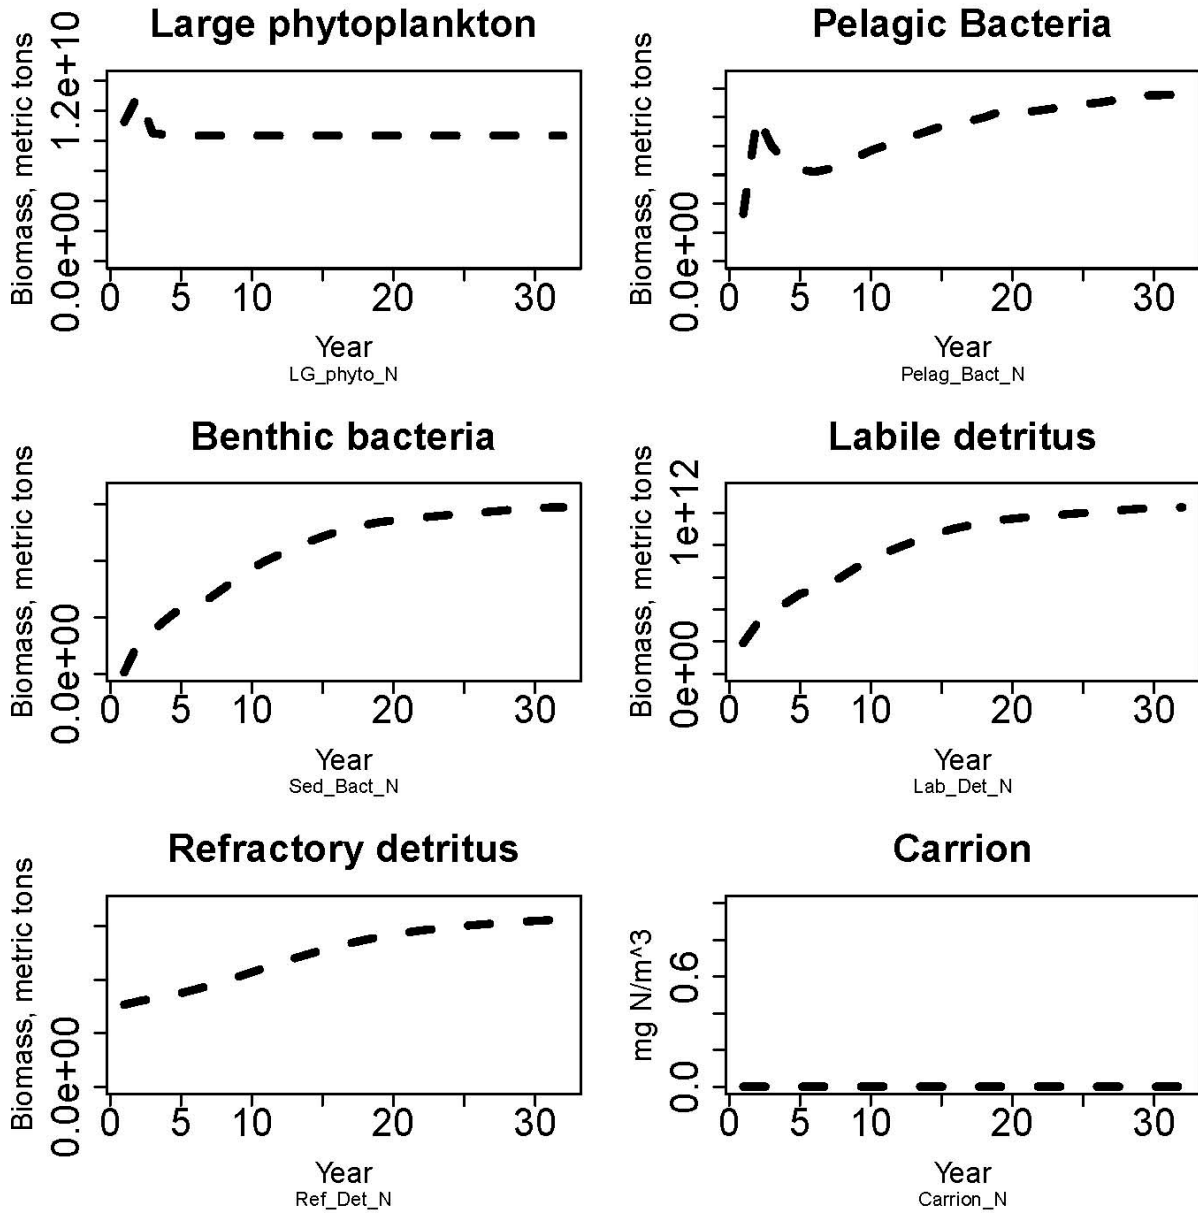 Large phytoplankton
Biomass, metric tons
0.0e+00 1.2e+10
0 5 10 20 30
Year
LG_phyto_N
Pelagic Bacteria
Biomass, metric tons
0.0e+00
0 5 10 20 30
Year
Pelag_Bact_N
Benthic bacteria
Biomass, metric tons
0.0e+00
0 5 10 20 30
Year
Sed_Bact_N
Labile detritus
Biomass, metric tons
0e+00 1e+12
0 5 10 20 30
Year
Lab_Det_N
Refractory detritus
Biomass, metric tons
0.0e+00
0 5 10 20 30
Year
Ref_Det_N
Carrion
mg N/m^3
0.0 0.6
0 5 10 20 30
Year
Carrion_N